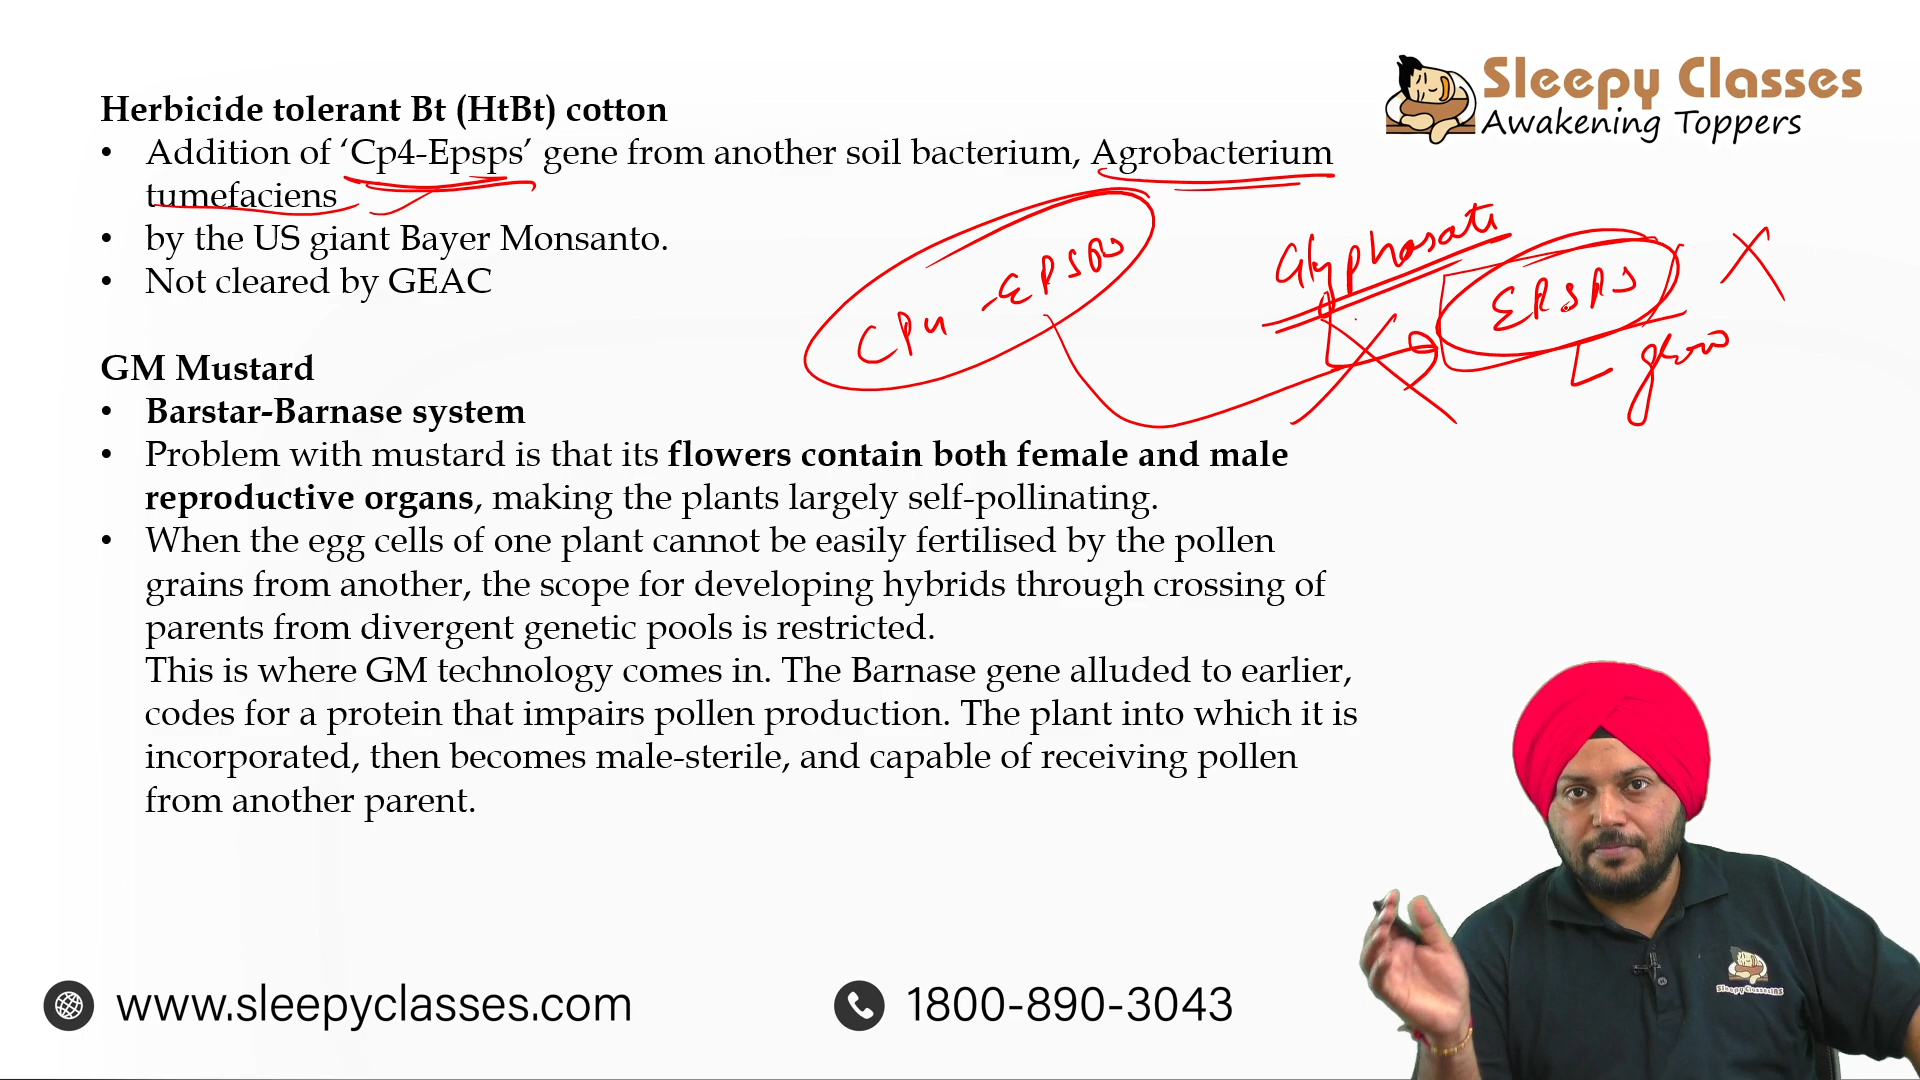 Sleepy Classes
Awakening Toppers
Herbicide tolerant Bt (HtBt) cotton
• Addition of ‘Cp4-Epsps’ gene from another soil bacterium, Agrobacterium
tumefaciens
• by the US giant Bayer Monsanto.
• Not cleared by GEAC
Glyphosate
EPSPS
CP4 - EPSPS
grow
GM Mustard
• Barstar-Barnase system
• Problem with mustard is that its flowers contain both female and male
reproductive organs, making the plants largely self-pollinating.
• When the egg cells of one plant cannot be easily fertilised by the pollen
grains from another, the scope for developing hybrids through crossing of
parents from divergent genetic pools is restricted.
This is where GM technology comes in. The Barnase gene alluded to earlier,
codes for a protein that impairs pollen production. The plant into which it is
incorporated, then becomes male-sterile, and capable of receiving pollen
from another parent.
www.sleepyclasses.com
1800-890-3043